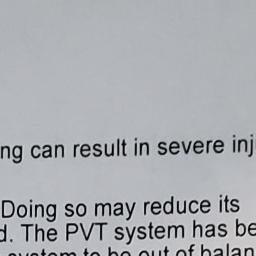 ng can result in severe inj
Doing so may reduce its
d. The PVT system has be
system to be out of balan